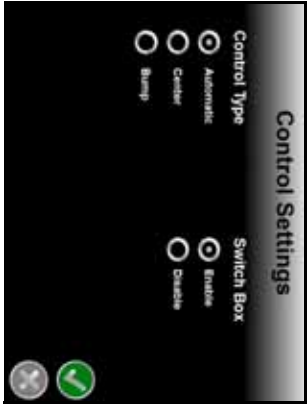 Control Settings
Control Type
Automatic
Center
Bump
Switch Box
Enable
Disable